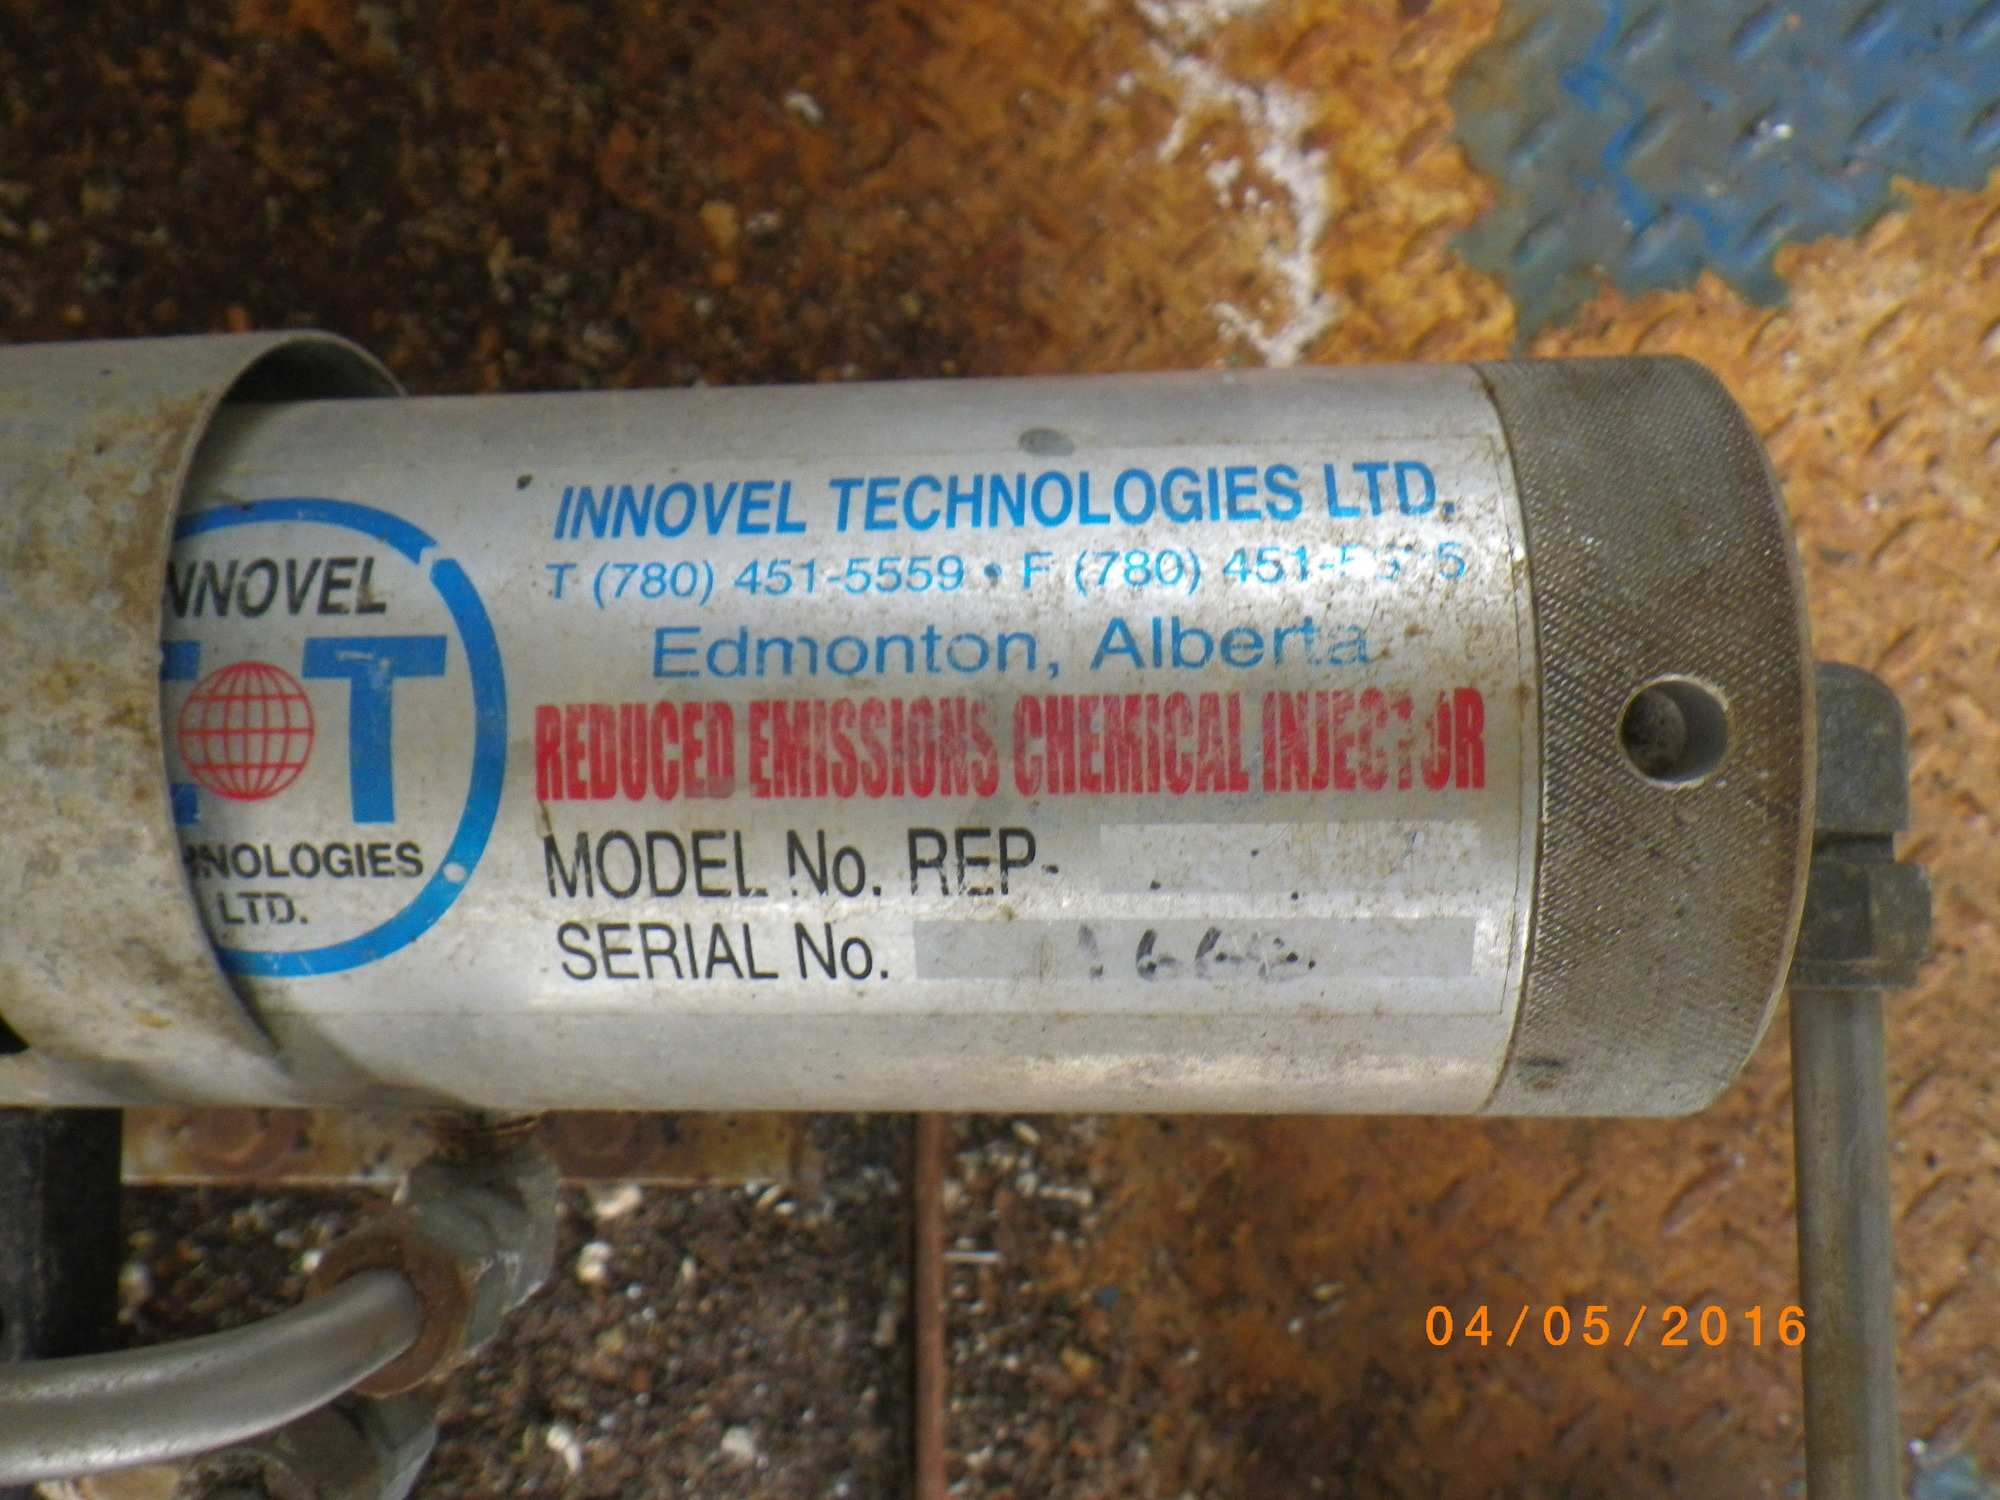 INNOVEL TECHNOLOGIES LTD.
T (780) 451-5559 • F (780)
Edmonton, Alberta
REDUCED EMISSIONS CHEMICAL INJECTOR
MODEL No. REP-
SERIAL No.
NNOVEL
T
NOLOGIES
LTD.
04/05/2016